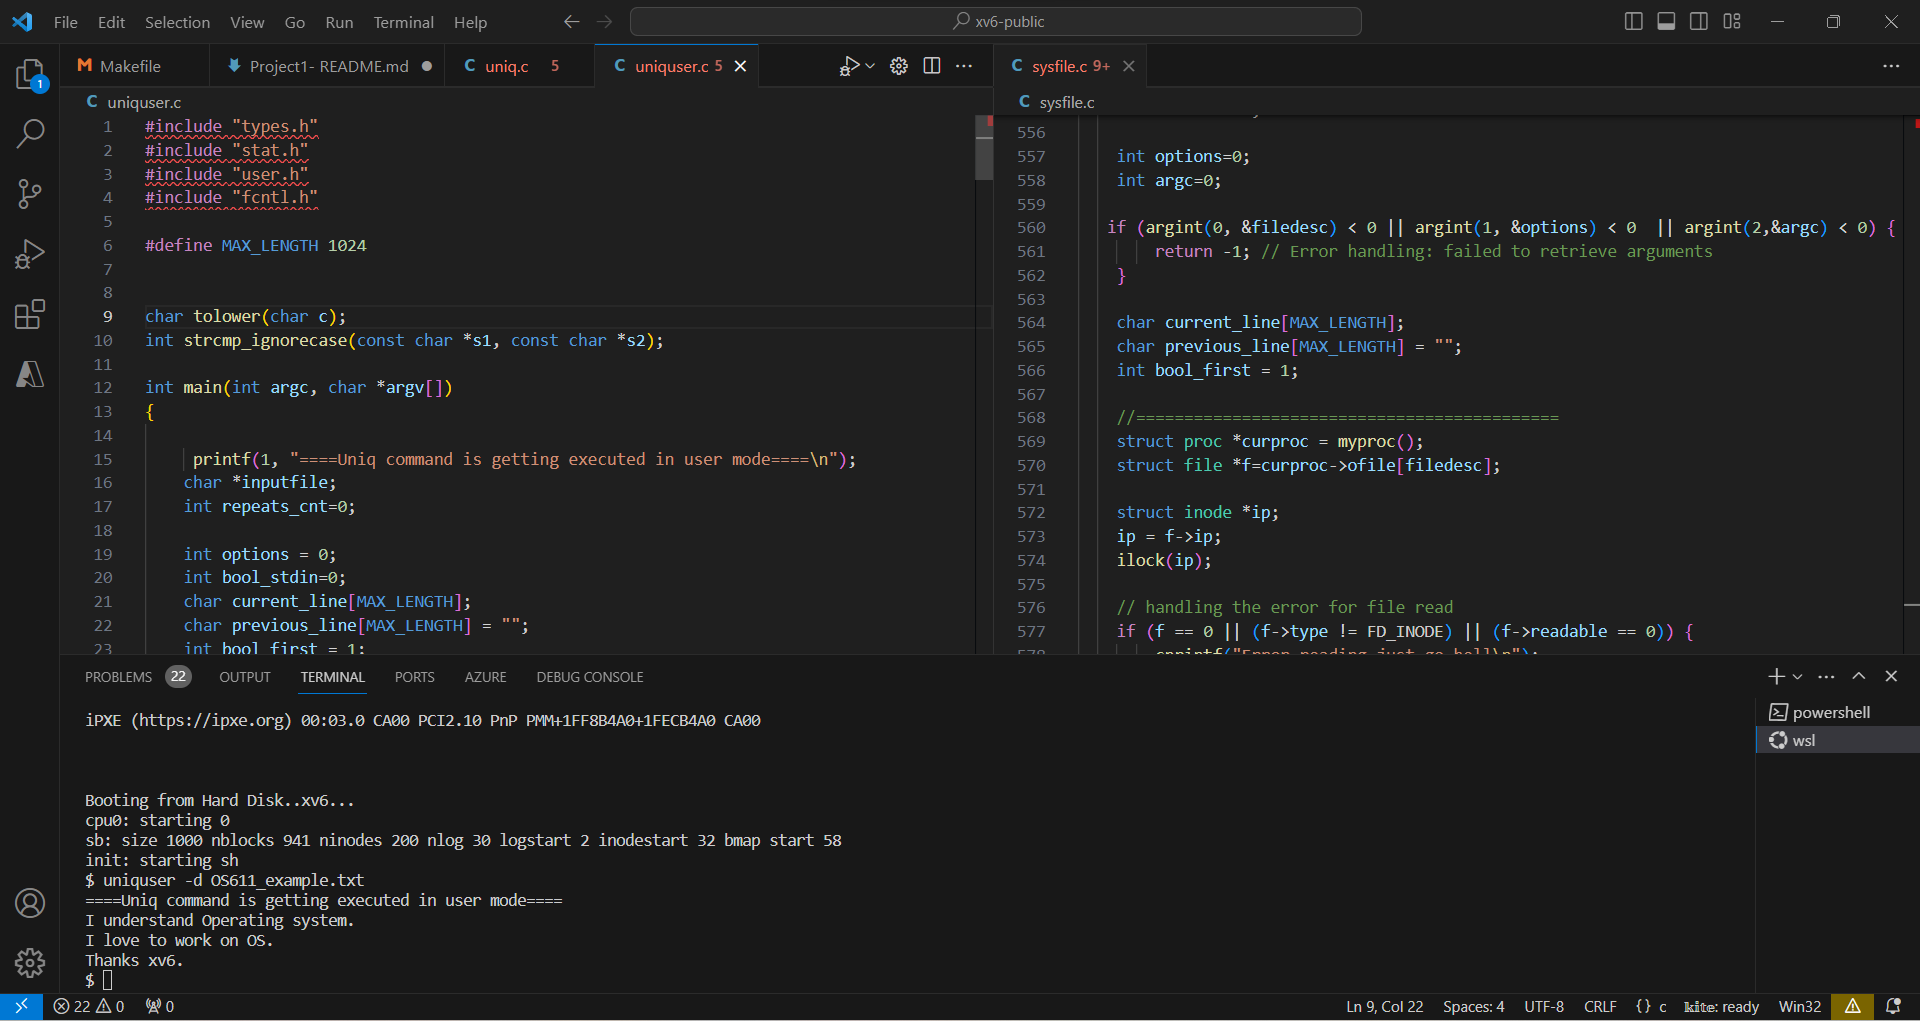 File Edit Selection View Go Run Terminal Help
xv6-public
Makefile
Project1- README.md
uniq.c 5
uniquser.c 5
sysfile.c 9+
uniquser.c
1 #include "types.h"
2 #include "stat.h"
3 #include "user.h"
4 #include "fcntl.h"
5
6 #define MAX_LENGTH 1024
7
8
9 char tolower(char c);
10 int strcmp_ignorecase(const char *s1, const char *s2);
11
12 int main(int argc, char *argv[])
13 {
14
15 printf(1, "====Uniq command is getting executed in user mode====\n");
16 char *inputfile;
17 int repeats_cnt=0;
18
19 int options = 0;
20 int bool_stdin=0;
21 char current_line[MAX_LENGTH];
22 char previous_line[MAX_LENGTH] = "";
23 int bool_first = 1;
sysfile.c
556
557 int options=0;
558 int argc=0;
559
560 if (argint(0, &filedesc) < 0 || argint(1, &options) < 0  || argint(2,&argc) < 0) {
561 return -1; // Error handling: failed to retrieve arguments
562 }
563
564 char current_line[MAX_LENGTH];
565 char previous_line[MAX_LENGTH] = "";
566 int bool_first = 1;
567
568 //============================================
569 struct proc *curproc = myproc();
570 struct file *f=curproc->ofile[filedesc];
571
572 struct inode *ip;
573 ip = f->ip;
574 ilock(ip);
575
576 // handling the error for file read
577 if (f == 0 || (f->type != FD_INODE) || (f->readable == 0)) {
PROBLEMS 22 OUTPUT TERMINAL PORTS AZURE DEBUG CONSOLE
iPXE (https://ipxe.org) 00:03.0 CA00 PCI2.10 PnP PMM+1FF8B4A0+1FECB4A0 CA00
Booting from Hard Disk..xv6...
cpu0: starting 0
sb: size 1000 nblocks 941 ninodes 200 nlog 30 logstart 2 inodestart 32 bmap start 58
init: starting sh
$ uniquser -d OS611_example.txt
====Uniq command is getting executed in user mode====
I understand Operating system.
I love to work on OS.
Thanks xv6.
$
powershell
wsl
1
22 0 0
Ln 9, Col 22 Spaces: 4 UTF-8 CRLF {} c kite: ready Win32